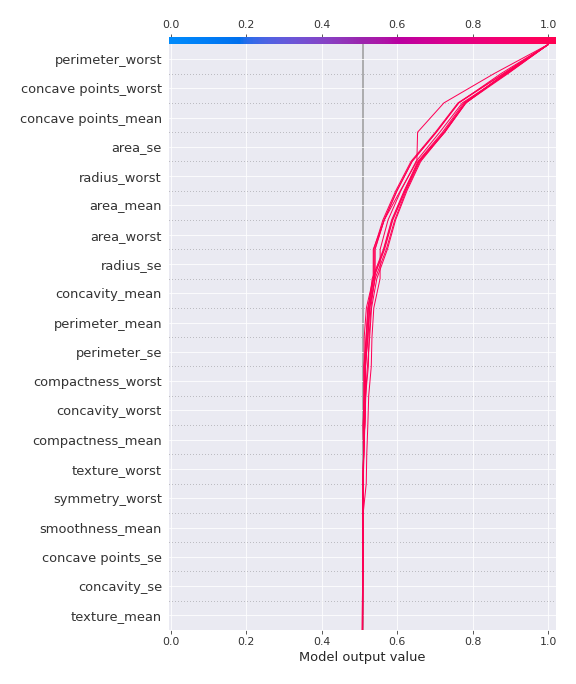 0.0 0.2 0.4 0.6 0.8 1.0
perimeter_worst
concave points_worst
concave points_mean
area_se
radius_worst
area_mean
area_worst
radius_se
concavity_mean
perimeter_mean
perimeter_se
compactness_worst
concavity_worst
compactness_mean
texture_worst
symmetry_worst
smoothness_mean
concave points_se
concavity_se
texture_mean
0.0 0.2 0.4 0.6 0.8 1.0
Model output value